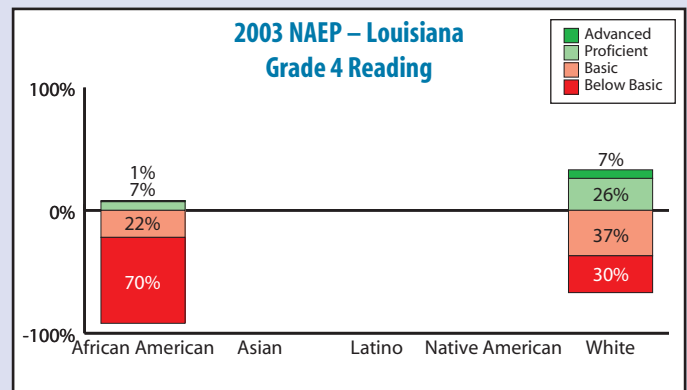 2003 NAEP – Louisiana
Grade 4 Reading
Advanced
Proficient
Basic
Below Basic
100%
0%
-100%
1%
7%
22%
70%
7%
26%
37%
30%
African American
Asian
Latino
Native American
White